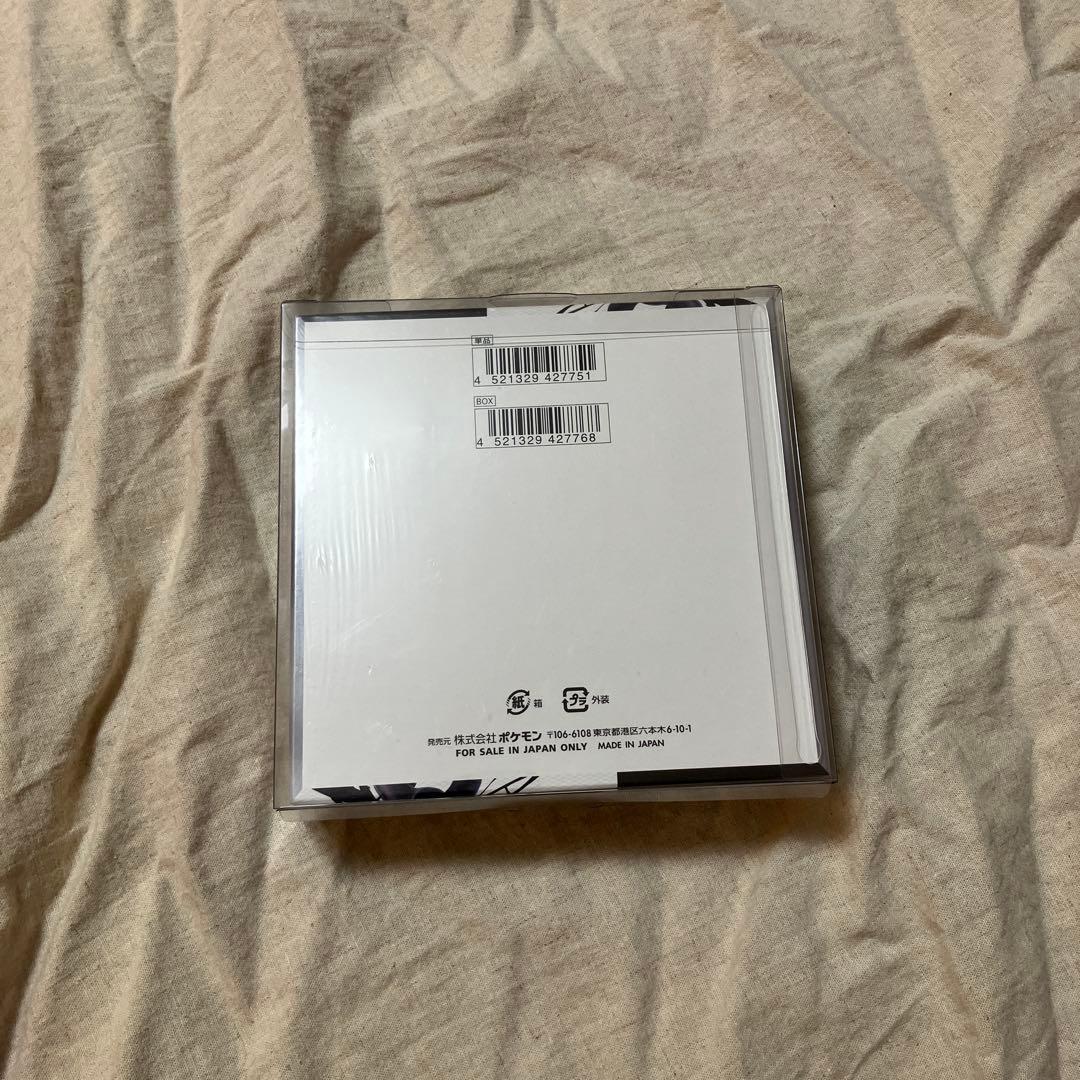 単品
4 521329 427751
BOX
4 521329 427768
紙 箱 プラ 外装
発売元 株式会社ポケモン 〒106-6108 東京都港区六本木6-10-1
FOR SALE IN JAPAN ONLY MADE IN JAPAN